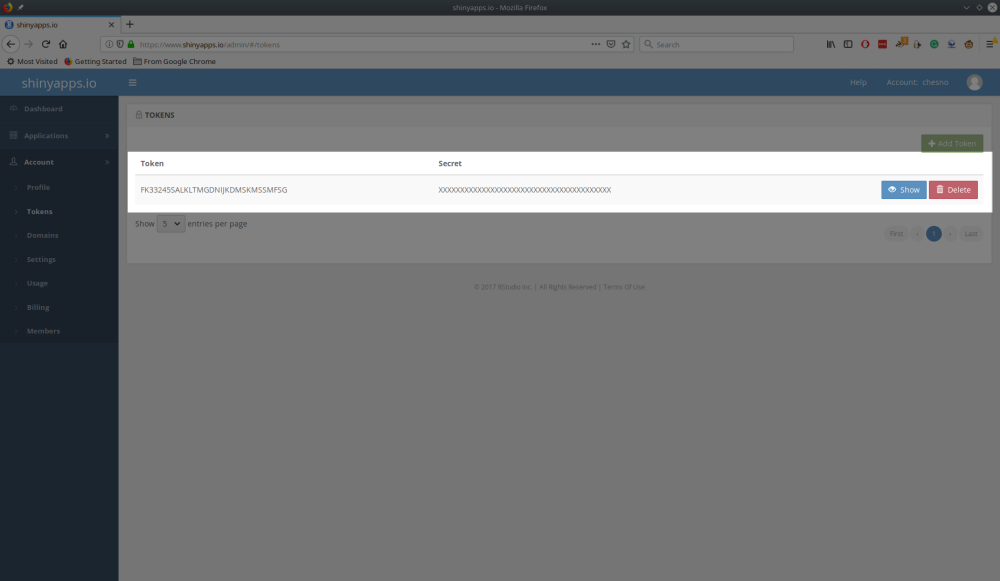 shinyapps.io - Mozilla Firefox
shinyapps.io
https://www.shinyapps.io/admin/#/tokens
Search
Most Visited Getting Started From Google Chrome
shinyapps.io Help Account: chesno
Dashboard
Applications
Account
Profile
Tokens
Domains
Settings
Usage
Billing
Members
TOKENS
Add Token
Token Secret
FK33245SALKLTMGDNIJKDMSKMSSMFSG XXXXXXXXXXXXXXXXXXXXXXXXXXXXXXXXXXXXXXXX Show Delete
Show 5 entries per page
First 1 Last
© 2017 RStudio Inc. | All Rights Reserved | Terms Of Use